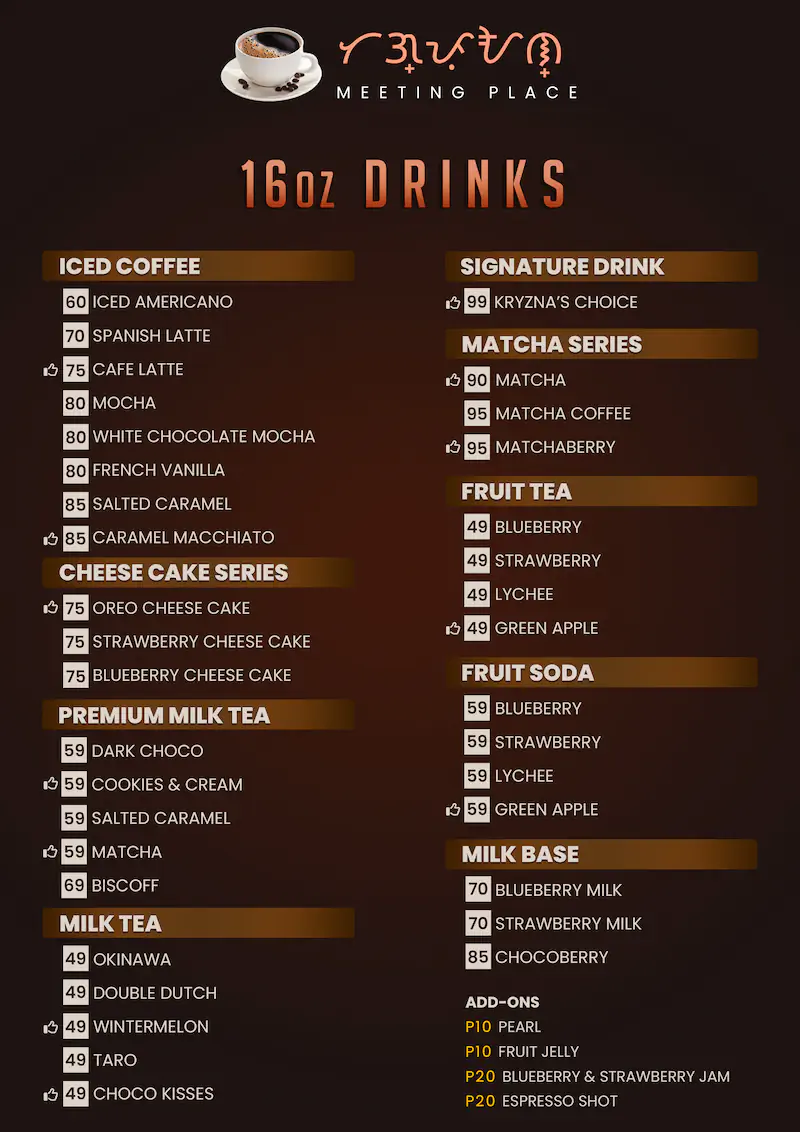 MEETING PLACE
16oz DRINKS
ICED COFFEE
60 ICED AMERICANO
70 SPANISH LATTE
75 CAFE LATTE
80 MOCHA
80 WHITE CHOCOLATE MOCHA
80 FRENCH VANILLA
85 SALTED CARAMEL
85 CARAMEL MACCHIATO
CHEESE CAKE SERIES
75 OREO CHEESE CAKE
75 STRAWBERRY CHEESE CAKE
75 BLUEBERRY CHEESE CAKE
PREMIUM MILK TEA
59 DARK CHOCO
59 COOKIES & CREAM
59 SALTED CARAMEL
59 MATCHA
69 BISCOFF
MILK TEA
49 OKINAWA
49 DOUBLE DUTCH
49 WINTERMELON
49 TARO
49 CHOCO KISSES
SIGNATURE DRINK
99 KRYZNA'S CHOICE
MATCHA SERIES
90 MATCHA
95 MATCHA COFFEE
95 MATCHABERRY
FRUIT TEA
49 BLUEBERRY
49 STRAWBERRY
49 LYCHEE
49 GREEN APPLE
FRUIT SODA
59 BLUEBERRY
59 STRAWBERRY
59 LYCHEE
59 GREEN APPLE
MILK BASE
70 BLUEBERRY MILK
70 STRAWBERRY MILK
85 CHOCOBERRY
ADD-ONS
P10 PEARL
P10 FRUIT JELLY
P20 BLUEBERRY & STRAWBERRY JAM
P20 ESPRESSO SHOT